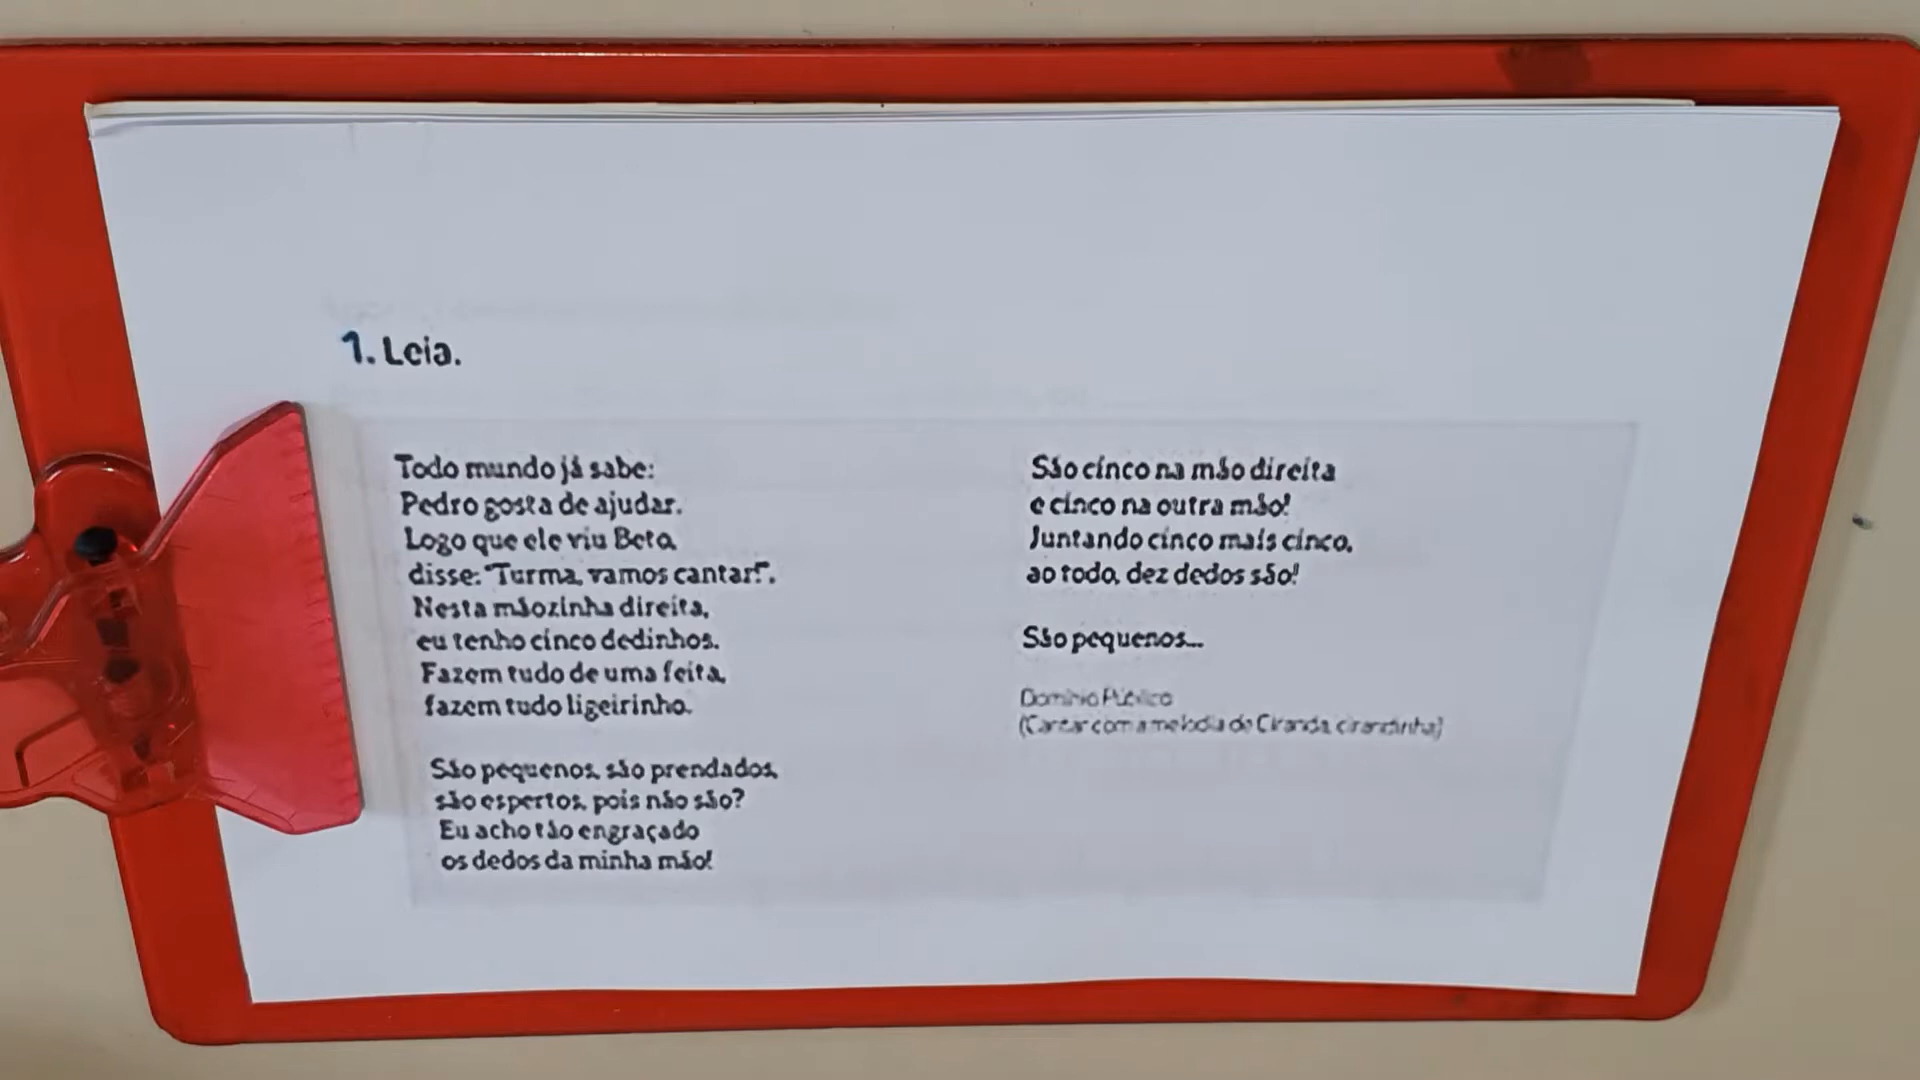 1. Leia.
Todo mundo já sabe:
Pedro gosta de ajudar.
Logo que ele viu Beto,
disse: "Turma, vamos cantar!".
Nesta mãozinha direita,
eu tenho cinco dedinhos.
Fazem tudo de uma feita,
fazem tudo ligeirinho.
São pequenos, são prendados,
são espertos, pois não são?
Eu acho tão engraçado
os dedos da minha mão!
São cinco na mão direita
e cinco na outra mão!
Juntando cinco mais cinco,
ao todo, dez dedos são!
São pequenos...
Domínio Público
(Cantar com a melodia de Ciranda, cirandinha)